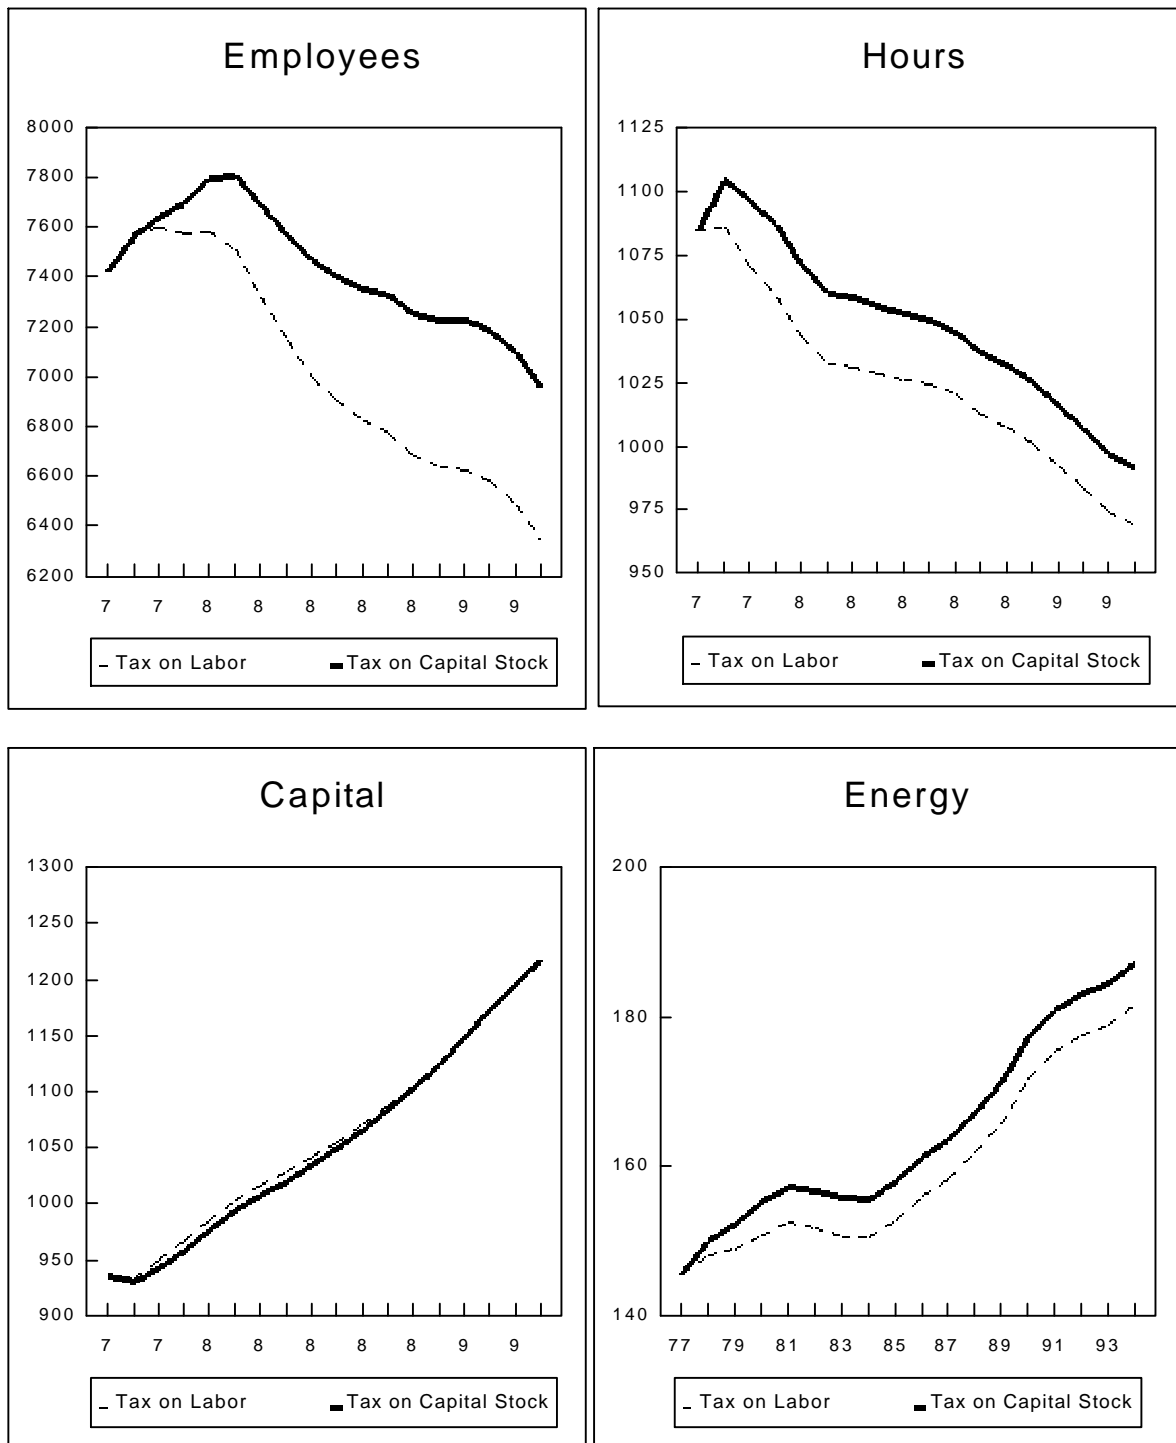 Employees
8000
7800
7600
7400
7200
7000
6800
6600
6400
6200
7 7 8 8 8 8 8 9 9
Tax on Labor Tax on Capital Stock
Hours
1125
1100
1075
1050
1025
1000
975
950
7 7 8 8 8 8 8 9 9
Tax on Labor Tax on Capital Stock
Capital
1300
1250
1200
1150
1100
1050
1000
950
900
7 7 8 8 8 8 8 9 9
Tax on Labor Tax on Capital Stock
Energy
200
180
160
140
77 79 81 83 85 87 89 91 93
Tax on Labor Tax on Capital Stock